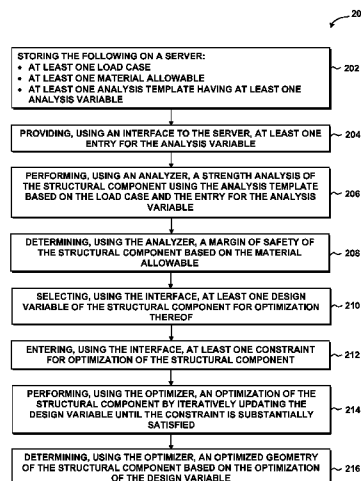 20
STORING THE FOLLOWING ON A SERVER:
• AT LEAST ONE LOAD CASE
• AT LEAST ONE MATERIAL ALLOWABLE
• AT LEAST ONE ANALYSIS TEMPLATE HAVING AT LEAST ONE
ANALYSIS VARIABLE
202
PROVIDING, USING AN INTERFACE TO THE SERVER, AT LEAST ONE
ENTRY FOR THE ANALYSIS VARIABLE
204
PERFORMING, USING AN ANALYZER, A STRENGTH ANALYSIS OF
THE STRUCTURAL COMPONENT USING THE ANALYSIS TEMPLATE
BASED ON THE LOAD CASE AND THE ENTRY FOR THE ANALYSIS
VARIABLE
206
DETERMINING, USING THE ANALYZER, A MARGIN OF SAFETY OF
THE STRUCTURAL COMPONENT BASED ON THE MATERIAL
ALLOWABLE
208
SELECTING, USING THE INTERFACE, AT LEAST ONE DESIGN
VARIABLE OF THE STRUCTURAL COMPONENT FOR OPTIMIZATION
THEREOF
210
ENTERING, USING THE INTERFACE, AT LEAST ONE CONSTRAINT
FOR OPTIMIZATION OF THE STRUCTURAL COMPONENT
212
PERFORMING, USING THE OPTIMIZER, AN OPTIMIZATION OF THE
STRUCTURAL COMPONENT BY ITERATIVELY UPDATING THE
DESIGN VARIABLE UNTIL THE CONSTRAINT IS SUBSTANTIALLY
SATISFIED
214
DETERMINING, USING THE OPTIMIZER, AN OPTIMIZED GEOMETRY
OF THE STRUCTURAL COMPONENT BASED ON THE OPTIMIZATION
OF THE DESIGN VARIABLE
216